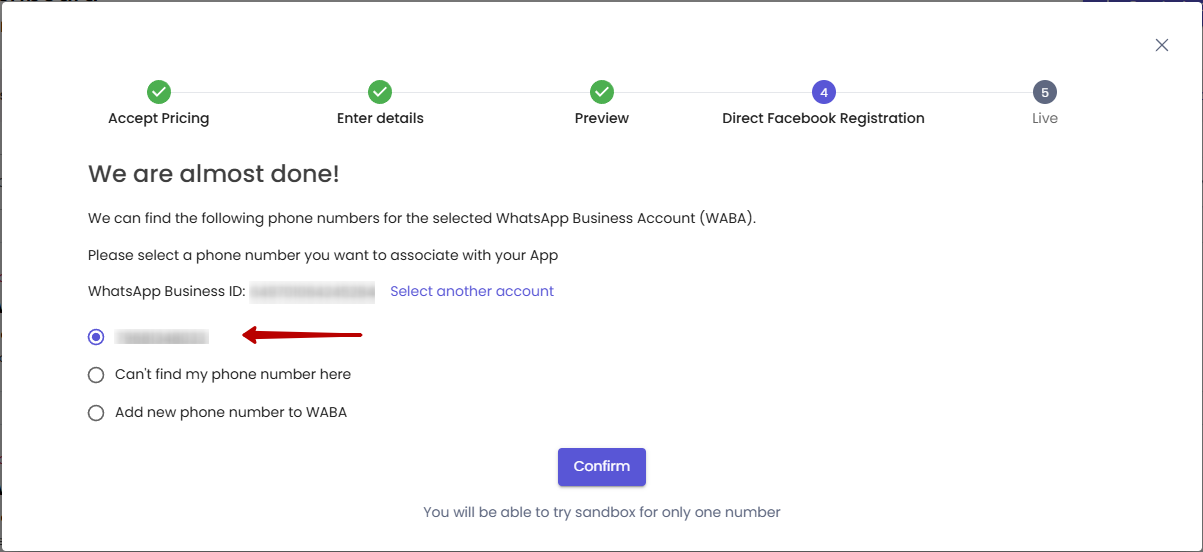 4
5
Accept Pricing
Enter details
Preview
Direct Facebook Registration
Live
We are almost done!
We can find the following phone numbers for the selected WhatsApp Business Account (WABA).
Please select a phone number you want to associate with your App
WhatsApp Business ID: Select another account
Can't find my phone number here
Add new phone number to WABA
Confirm
You will be able to try sandbox for only one number